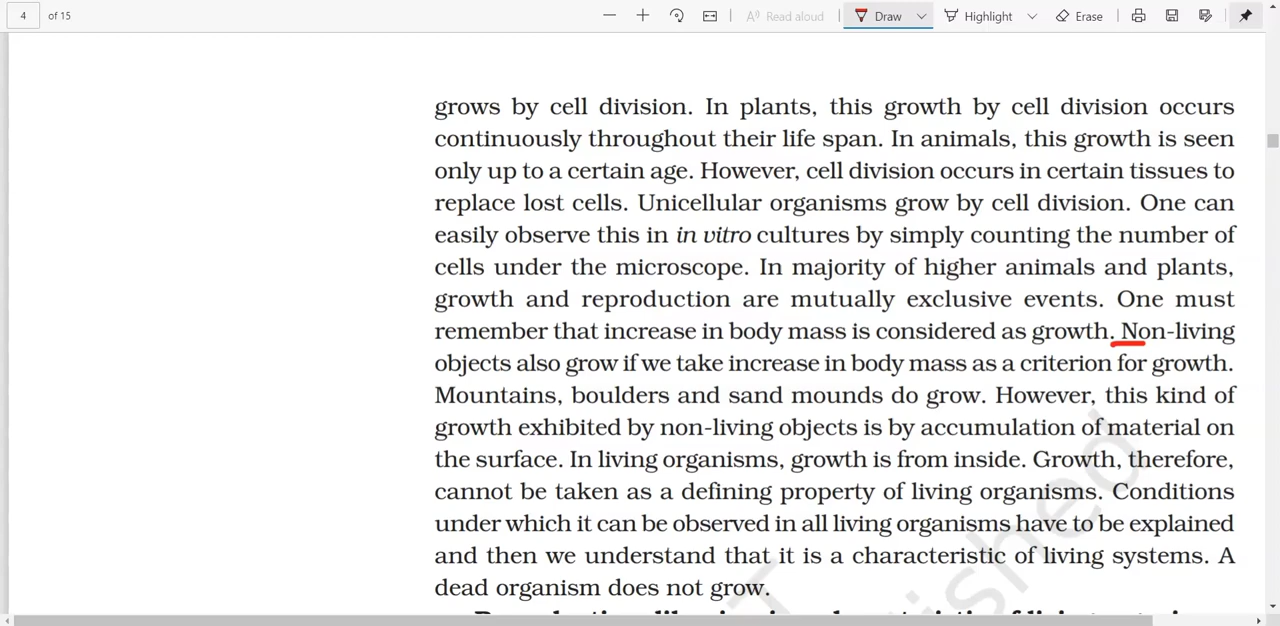 4 of 15 Read aloud Draw Highlight Erase
grows by cell division. In plants, this growth by cell division occurs
continuously throughout their life span. In animals, this growth is seen
only up to a certain age. However, cell division occurs in certain tissues to
replace lost cells. Unicellular organisms grow by cell division. One can
easily observe this in in vitro cultures by simply counting the number of
cells under the microscope. In majority of higher animals and plants,
growth and reproduction are mutually exclusive events. One must
remember that increase in body mass is considered as growth. Non-living
objects also grow if we take increase in body mass as a criterion for growth.
Mountains, boulders and sand mounds do grow. However, this kind of
growth exhibited by non-living objects is by accumulation of material on
the surface. In living organisms, growth is from inside. Growth, therefore,
cannot be taken as a defining property of living organisms. Conditions
under which it can be observed in all living organisms have to be explained
and then we understand that it is a characteristic of living systems. A
dead organism does not grow.